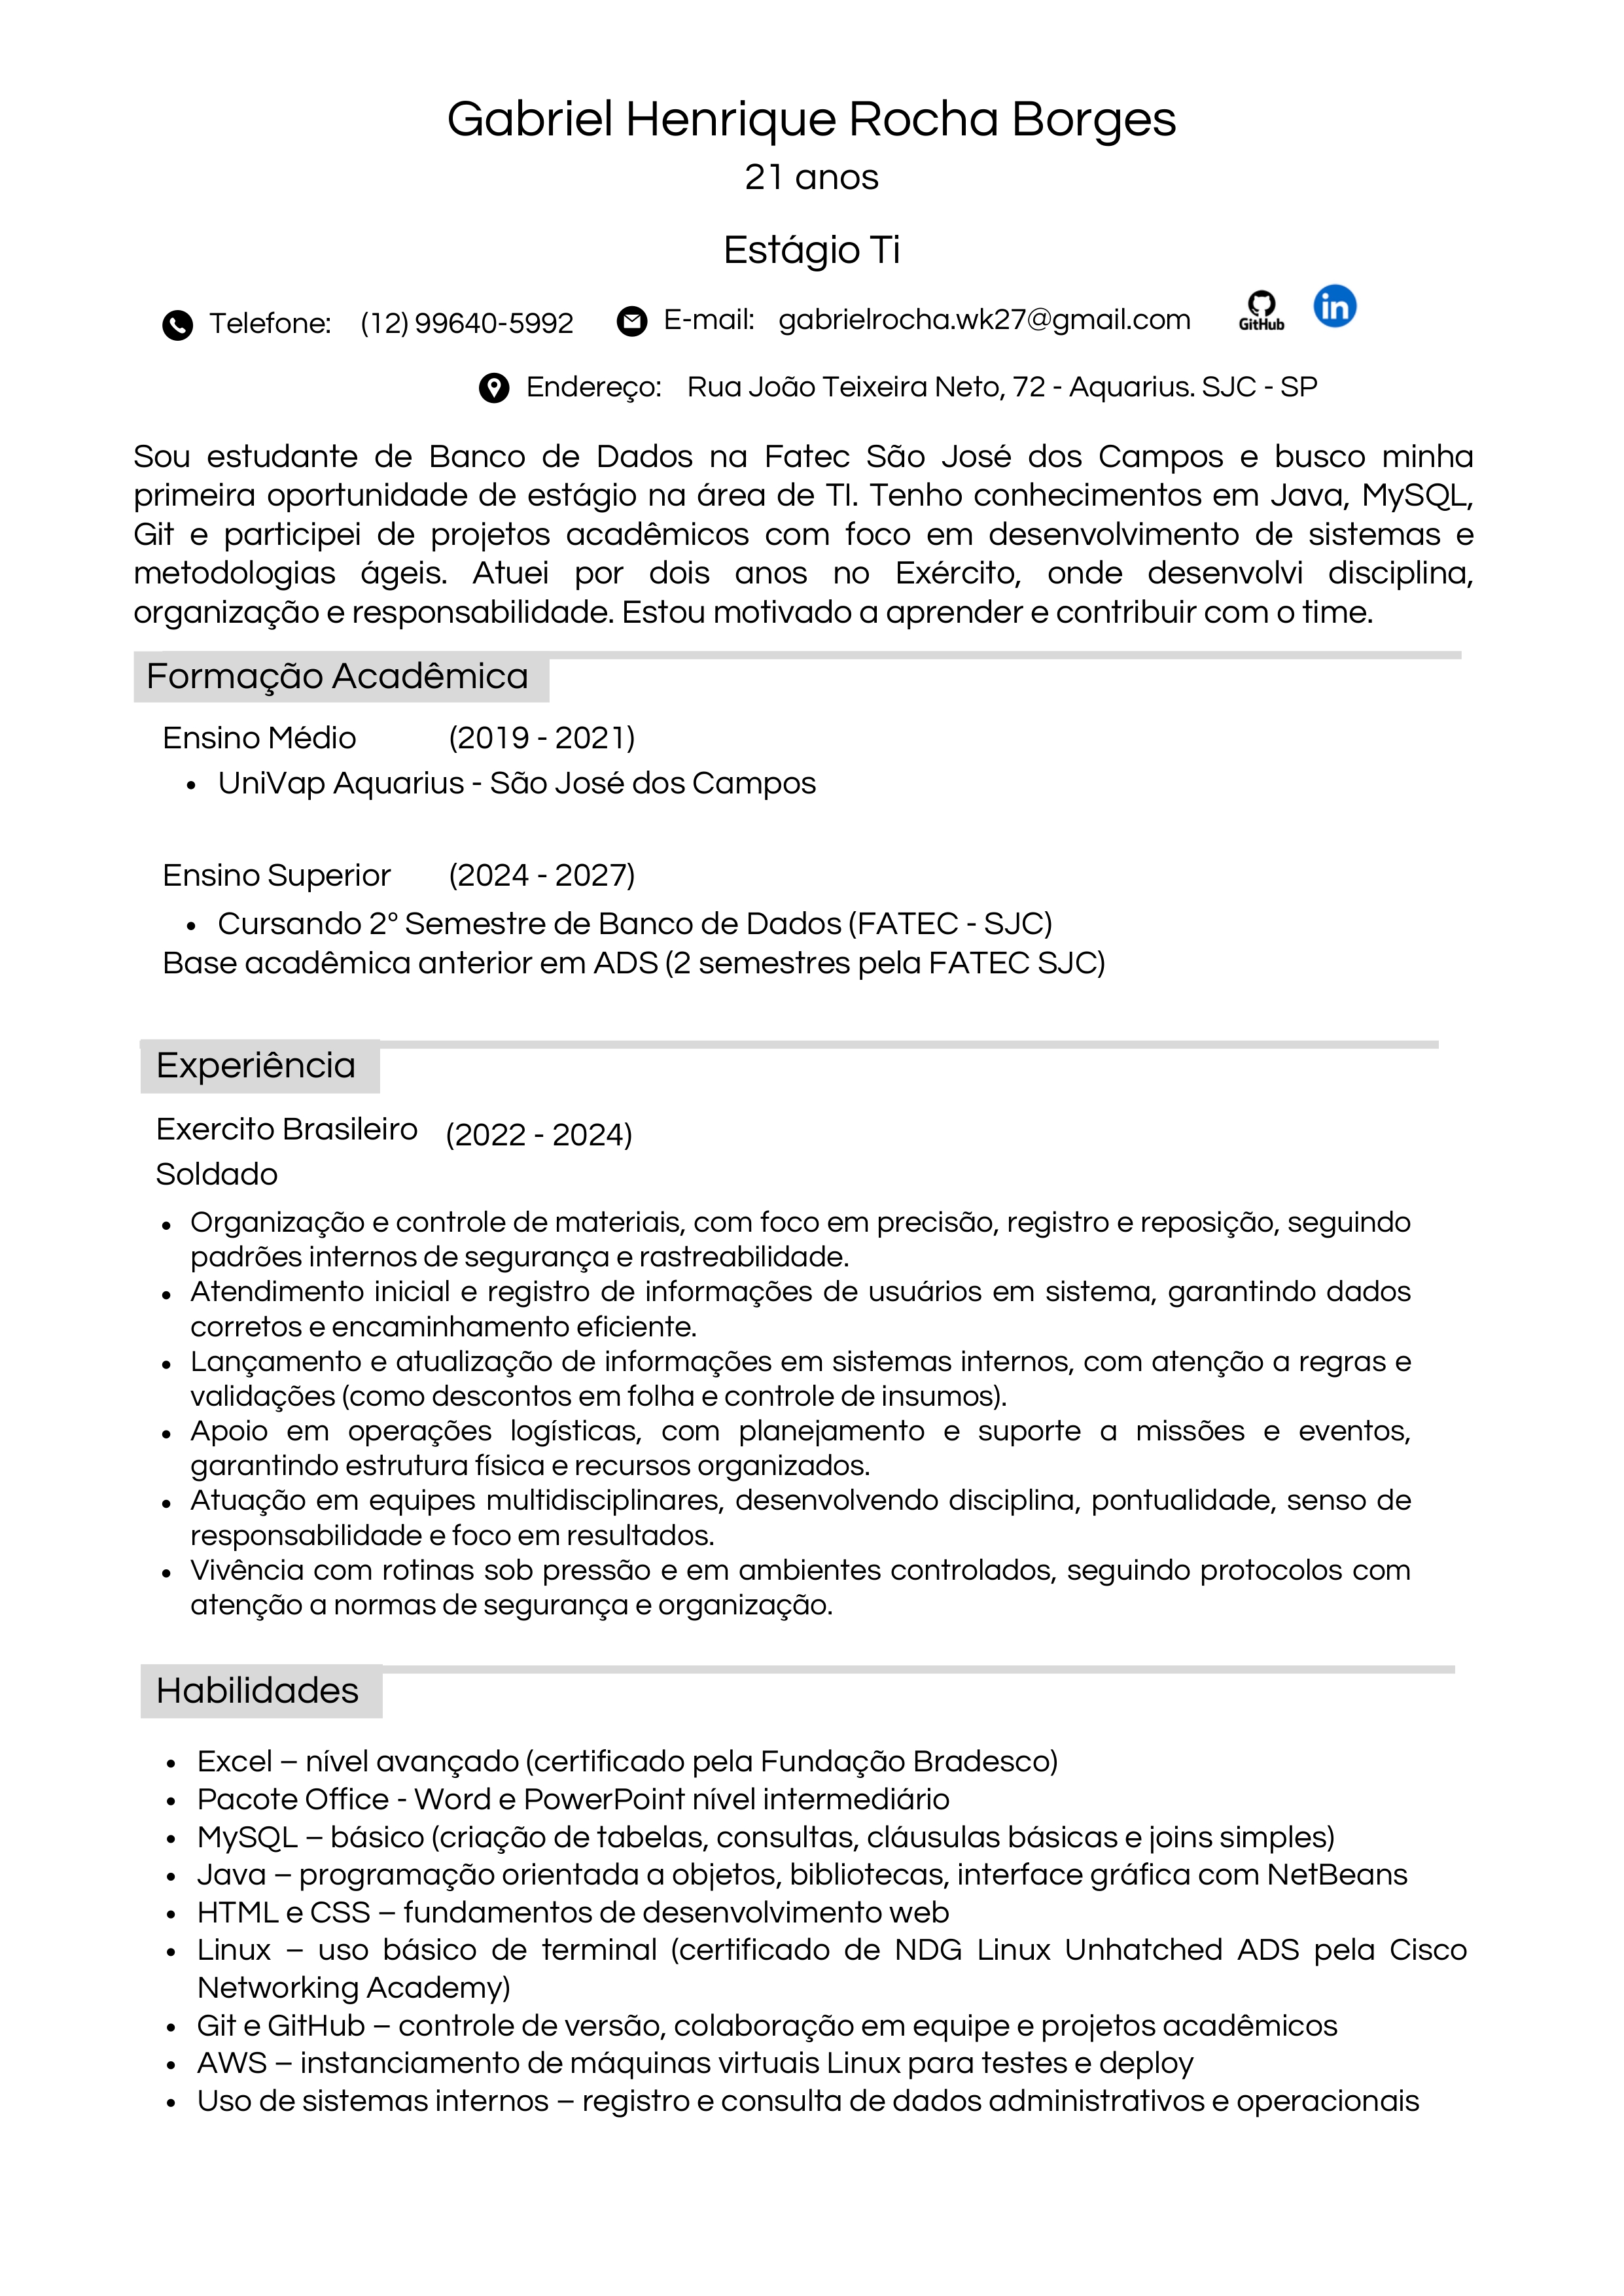 Gabriel Henrique Rocha Borges
21 anos
Estágio Ti
Telefone: (12) 99640-5992 E-mail: gabrielrocha.wk27@gmail.com GitHub in
Endereço: Rua João Teixeira Neto, 72 - Aquarius. SJC - SP
Sou estudante de Banco de Dados na Fatec São José dos Campos e busco minha
primeira oportunidade de estágio na área de TI. Tenho conhecimentos em Java, MySQL,
Git e participei de projetos acadêmicos com foco em desenvolvimento de sistemas e
metodologias ágeis. Atuei por dois anos no Exército, onde desenvolvi disciplina,
organização e responsabilidade. Estou motivado a aprender e contribuir com o time.
Formação Acadêmica
Ensino Médio (2019 - 2021)
• UniVap Aquarius - São José dos Campos
Ensino Superior (2024 - 2027)
• Cursando 2º Semestre de Banco de Dados (FATEC - SJC)
Base acadêmica anterior em ADS (2 semestres pela FATEC SJC)
Experiência
Exercito Brasileiro (2022 - 2024)
Soldado
• Organização e controle de materiais, com foco em precisão, registro e reposição, seguindo
padrões internos de segurança e rastreabilidade.
• Atendimento inicial e registro de informações de usuários em sistema, garantindo dados
corretos e encaminhamento eficiente.
• Lançamento e atualização de informações em sistemas internos, com atenção a regras e
validações (como descontos em folha e controle de insumos).
• Apoio em operações logísticas, com planejamento e suporte a missões e eventos,
garantindo estrutura física e recursos organizados.
• Atuação em equipes multidisciplinares, desenvolvendo disciplina, pontualidade, senso de
responsabilidade e foco em resultados.
• Vivência com rotinas sob pressão e em ambientes controlados, seguindo protocolos com
atenção a normas de segurança e organização.
Habilidades
• Excel – nível avançado (certificado pela Fundação Bradesco)
• Pacote Office - Word e PowerPoint nível intermediário
• MySQL – básico (criação de tabelas, consultas, cláusulas básicas e joins simples)
• Java – programação orientada a objetos, bibliotecas, interface gráfica com NetBeans
• HTML e CSS – fundamentos de desenvolvimento web
• Linux – uso básico de terminal (certificado de NDG Linux Unhatched ADS pela Cisco
Networking Academy)
• Git e GitHub – controle de versão, colaboração em equipe e projetos acadêmicos
• AWS – instanciamento de máquinas virtuais Linux para testes e deploy
• Uso de sistemas internos – registro e consulta de dados administrativos e operacionais